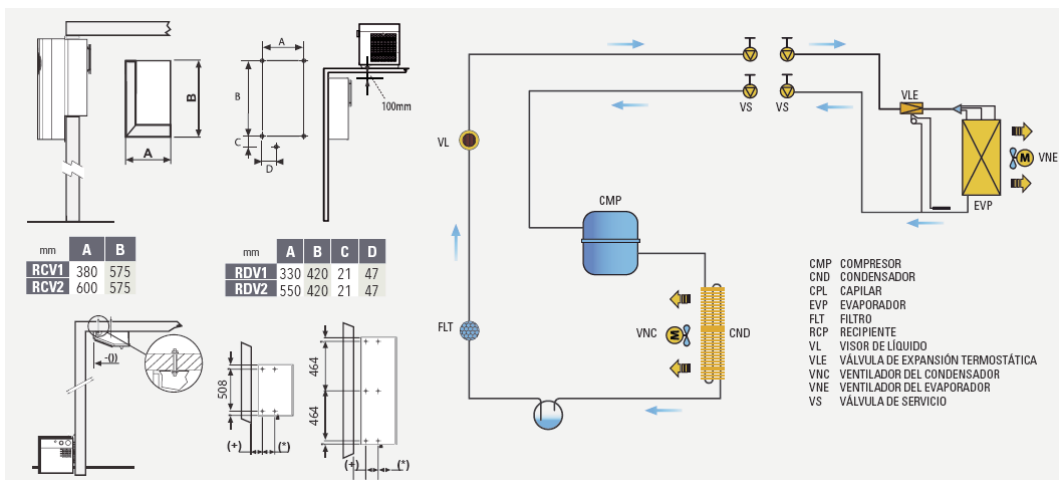 A
B
A
B
C
D
100mm
mm A B
RCV1 380 575
RCV2 600 575
mm A B C D
RDV1 330 420 21 47
RDV2 550 420 21 47
508
(+) (*)
464
464
(+) (*)
VS VS
VL
FLT
CMP
VNC
CND
VLE
M VNE
EVP
M
CMP COMPRESOR
CND CONDENSADOR
CPL CAPILAR
EVP EVAPORADOR
FLT FILTRO
RCP RECIPIENTE
VL VISOR DE LÍQUIDO
VLE VÁLVULA DE EXPANSIÓN TERMOSTÁTICA
VNC VENTILADOR DEL CONDENSADOR
VNE VENTILADOR DEL EVAPORADOR
VS VÁLVULA DE SERVICIO